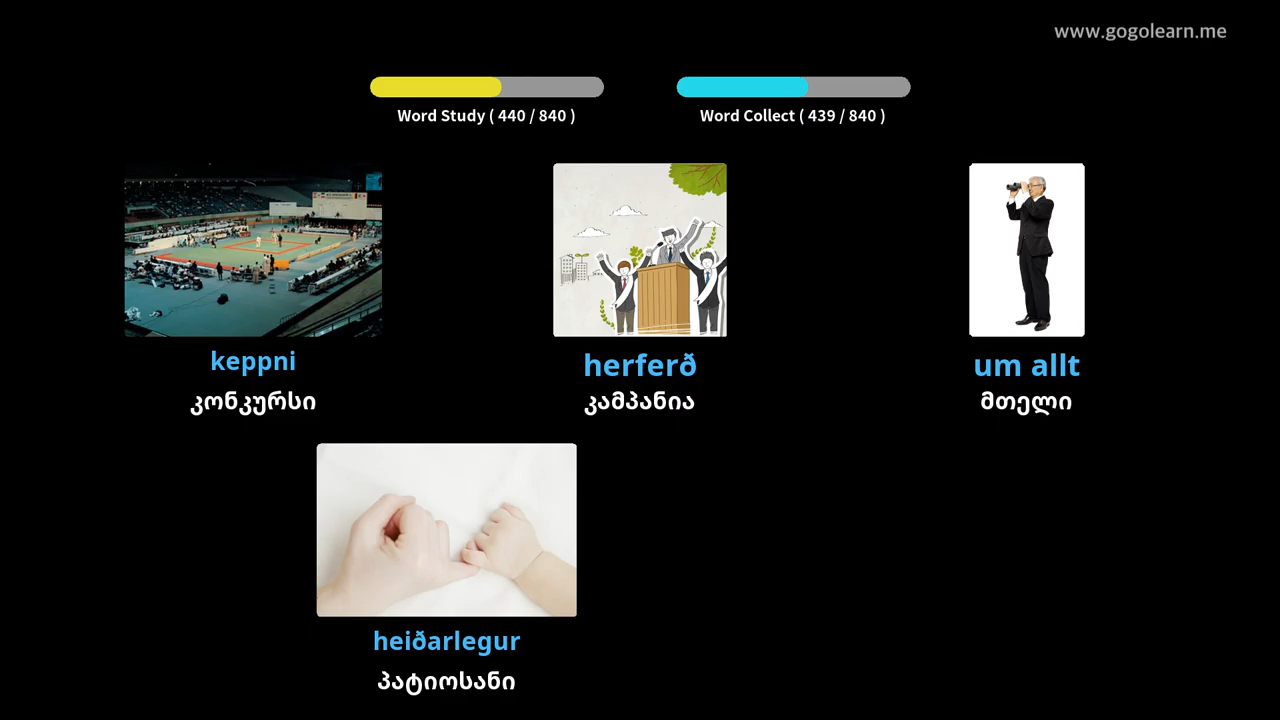 www.gogolearn.me
Word Study ( 440 / 840 )
Word Collect ( 439 / 840 )
keppni
კონკურსი
herferð
კამპანია
um allt
მთელი
heiðarlegur
პატიოსანი